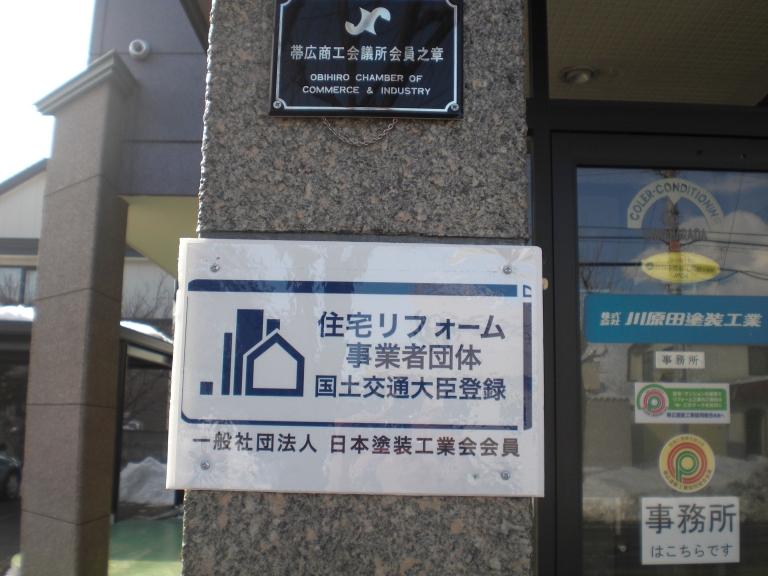 帯広商工会議所会員之章
OBIHIRO CHAMBER OF
COMMERCE & INDUSTRY
住宅リフォーム
事業者団体
国土交通大臣登録
一般社団法人 日本塗装工業会会員
COLER-CONDITIONIN
株式会社 川原田塗装工業
事務所
事務所
はこちらです